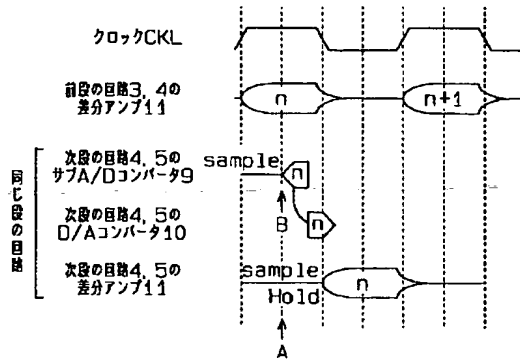 クロックCKL
前段の回路3, 4の
差分アンプ11
n
n+1
同じ段の回路
次段の回路4, 5の
サブA/Dコンバータ9
sample
n
B
次段の回路4, 5の
D/Aコンバータ10
n
次段の回路4, 5の
差分アンプ11
sample
Hold
n
A